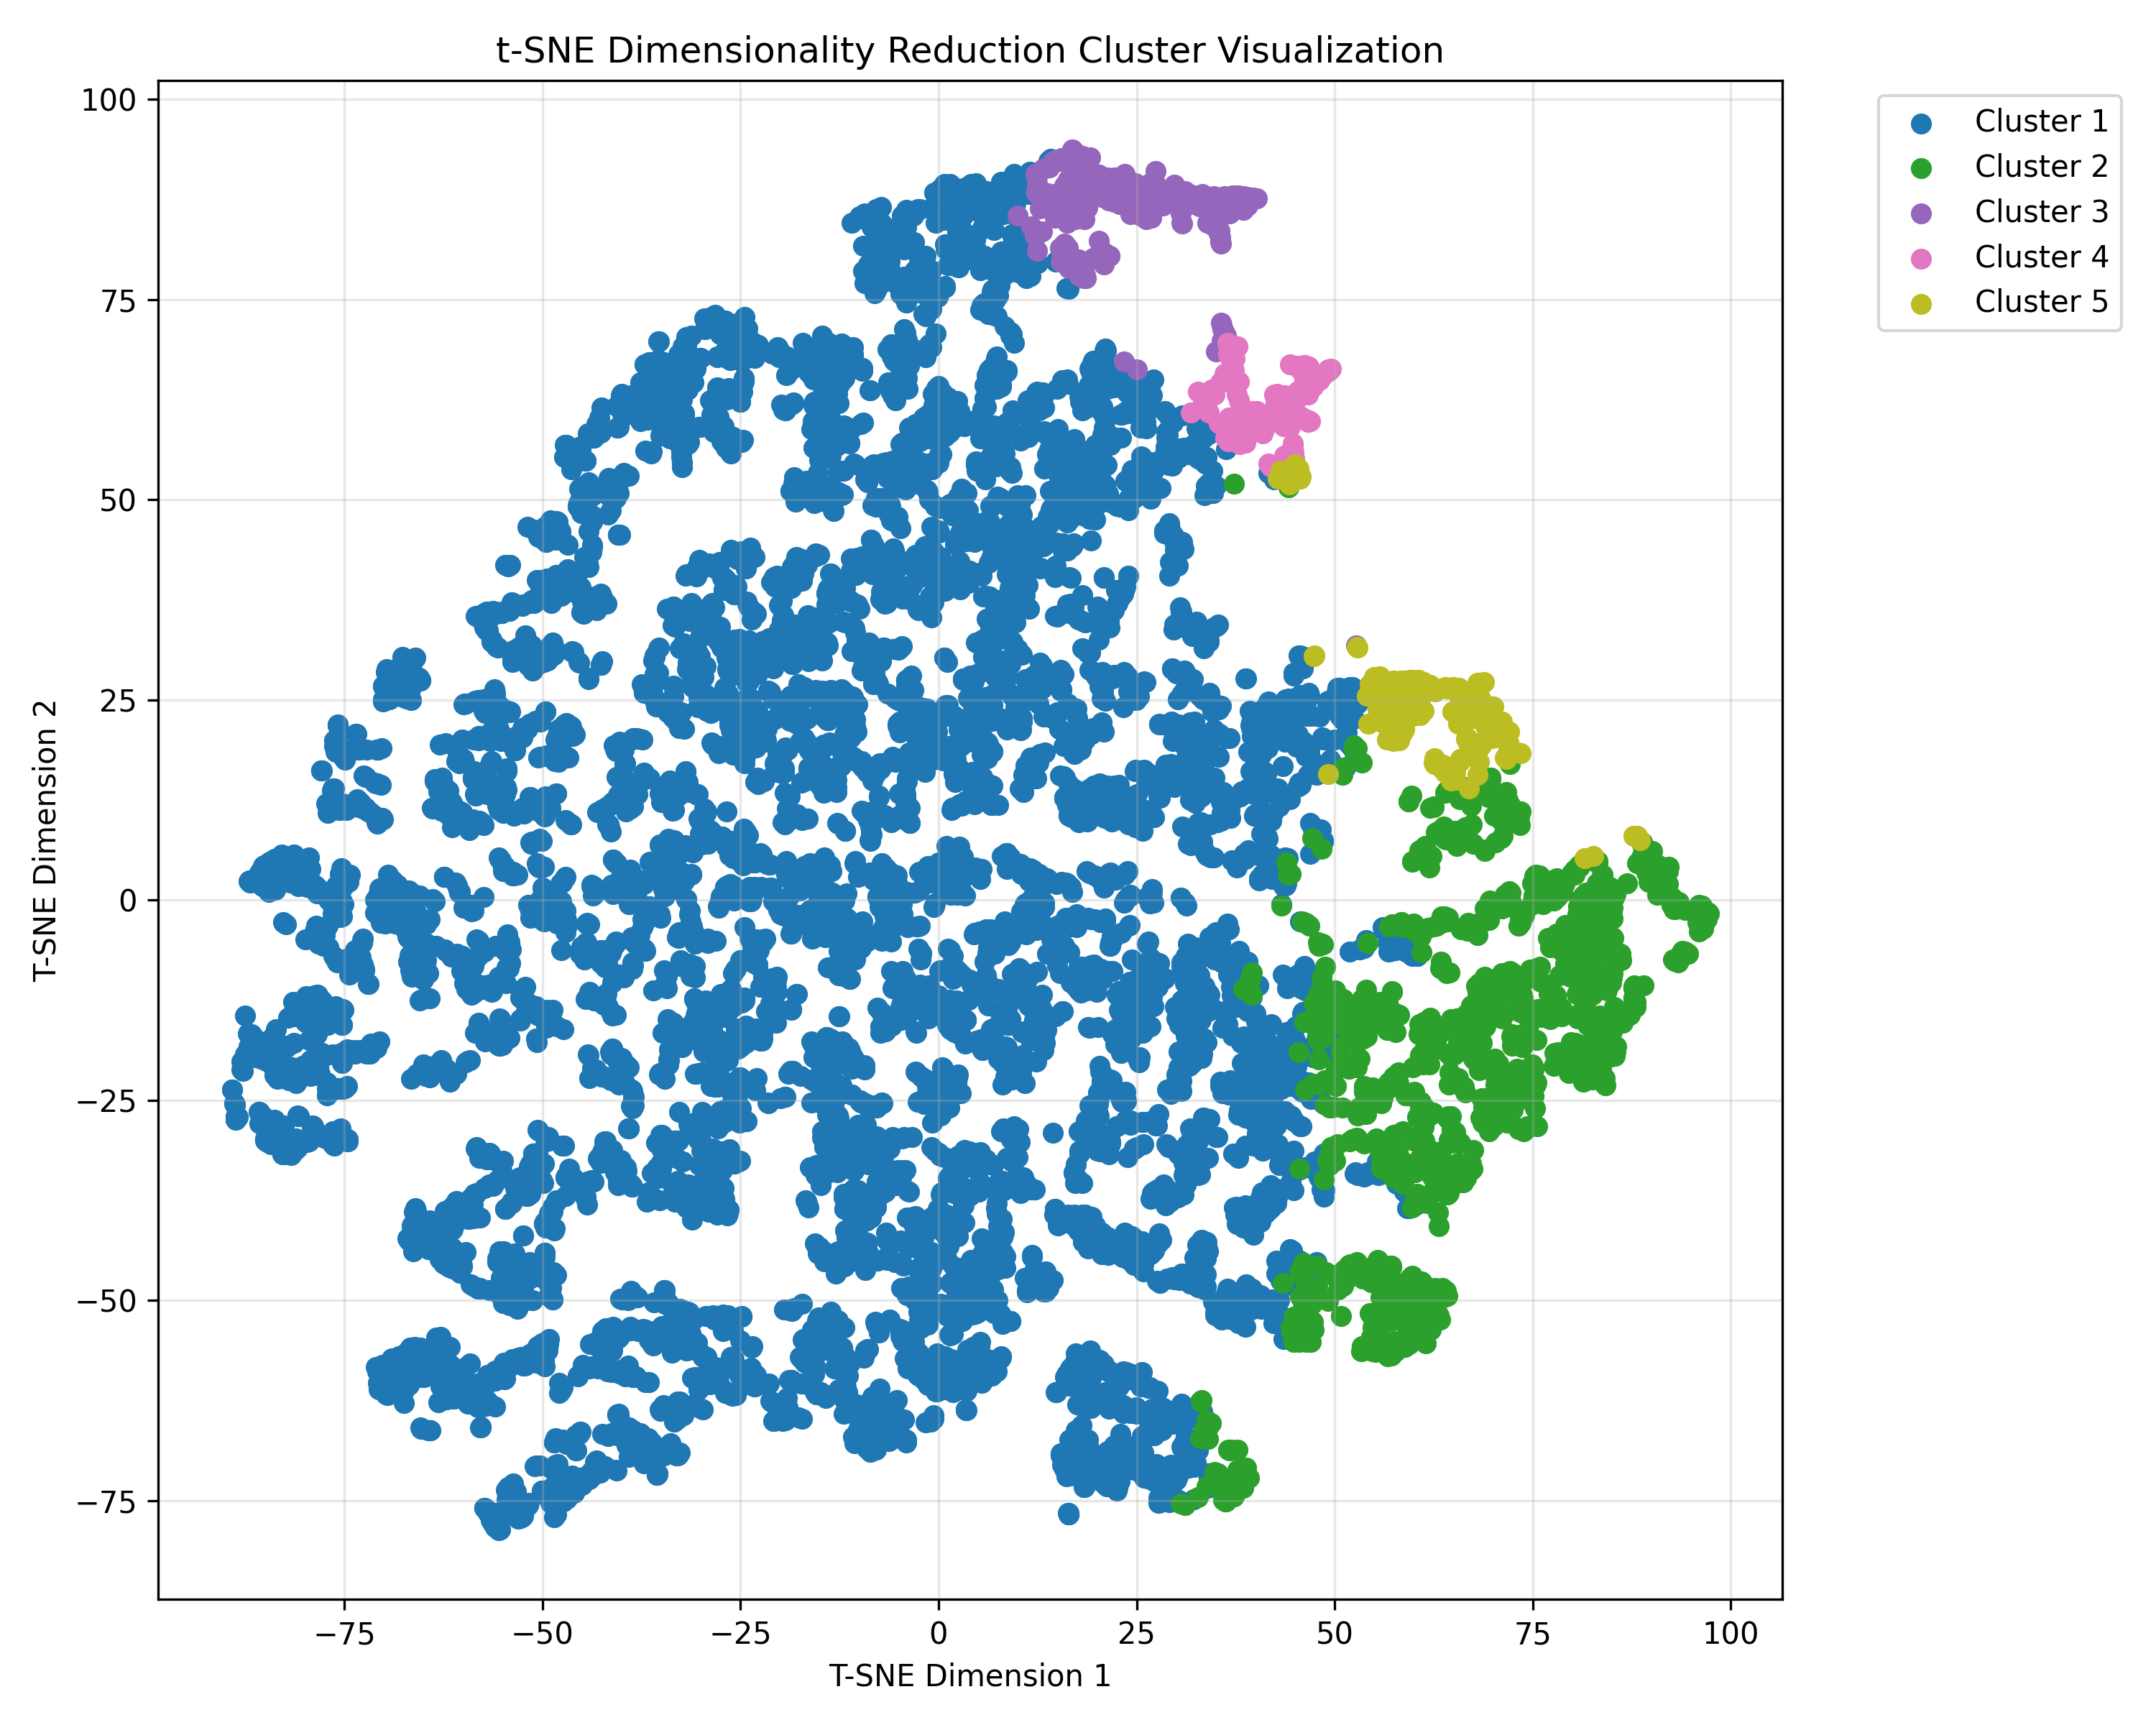 t-SNE Dimensionality Reduction Cluster Visualization
100
75
50
25
0
−25
−50
−75
T-SNE Dimension 2
−75
−50
−25
0
25
50
75
100
T-SNE Dimension 1
Cluster 1
Cluster 2
Cluster 3
Cluster 4
Cluster 5